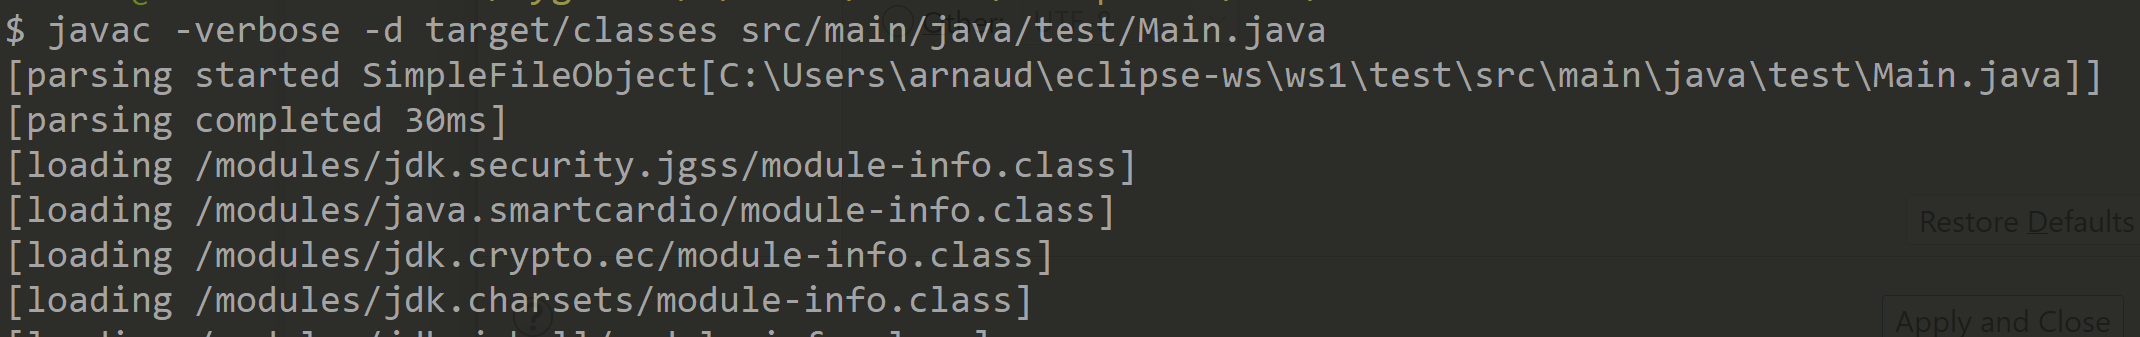 $ javac -verbose -d target/classes src/main/java/test/Main.java
[parsing started SimpleFileObject[C:\Users\arnaud\eclipse-ws\ws1\test\src\main\java\test\Main.java]]
[parsing completed 30ms]
[loading /modules/jdk.security.jgss/module-info.class]
[loading /modules/java.smartcardio/module-info.class]
Restore Defaults
[loading /modules/jdk.crypto.ec/module-info.class]
[loading /modules/jdk.charsets/module-info.class]
Apply and Close